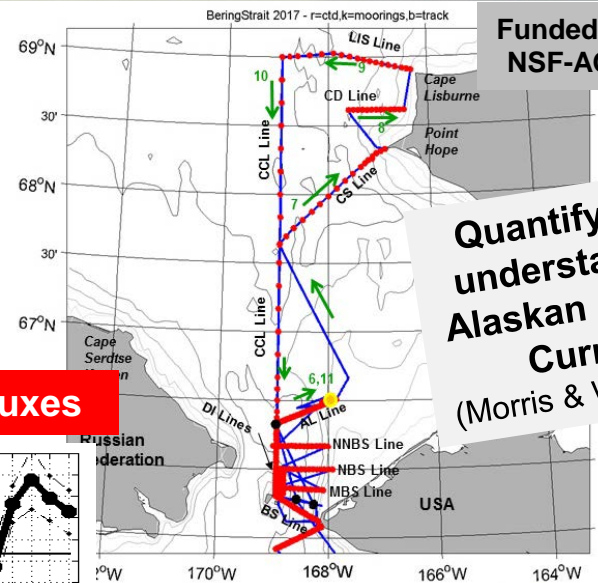 BeringStrait 2017 - r=ctd,k=moorings,b=track
Funded
69°N
LIS Line
9
10
CD Line
Cape
Lisburne
30'
8
Point
Hope
CCL Line
68°N
7
CS Line
30'
Quantify
understa
Alaskan
Curr
(Morris &
67°N
CCL Line
Cape
Serdtse
6,11
uxes
DI Lines
AL Line
NNBS Line
Russian
NBS Line
MBS Line
USA
BS Line
°W
170°W
168°W
166°W
164°W